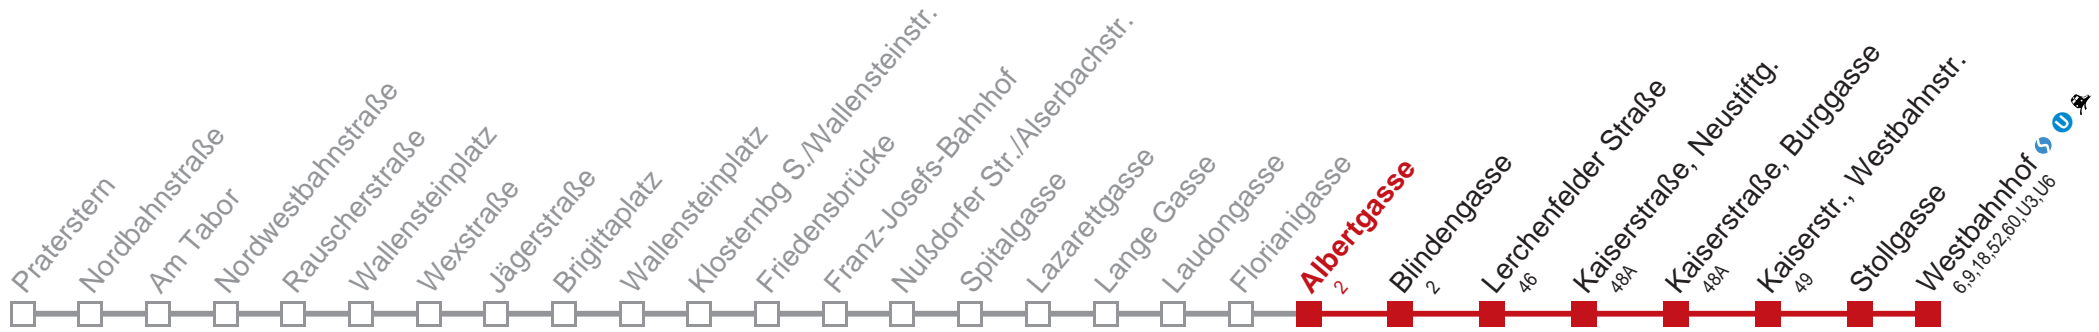 Praterstern
Nordbahnstraße
Am Tabor
Nordwestbahnstraße
Rauscherstraße
Wallensteinplatz
Wexstraße
Jägerstraße
Brigittaplatz
Wallensteinplatz
Klosternbg S./Wallensteinstr.
Friedensbrücke
Franz-Josefs-Bahnhof
Nußdorfer Str./Alserbachstr.
Spitalgasse
Lazarettgasse
Lange Gasse
Laudongasse
Florianigasse
Albertgasse
2
Blindengasse
2
Lerchenfelder Straße
46
Kaiserstraße, Neustiftg.
48A
Kaiserstraße, Burggasse
48A
Kaiserstr., Westbahnstr.
49
Stollgasse
Westbahnhof S U
6,9,18,52,60,U3,U6